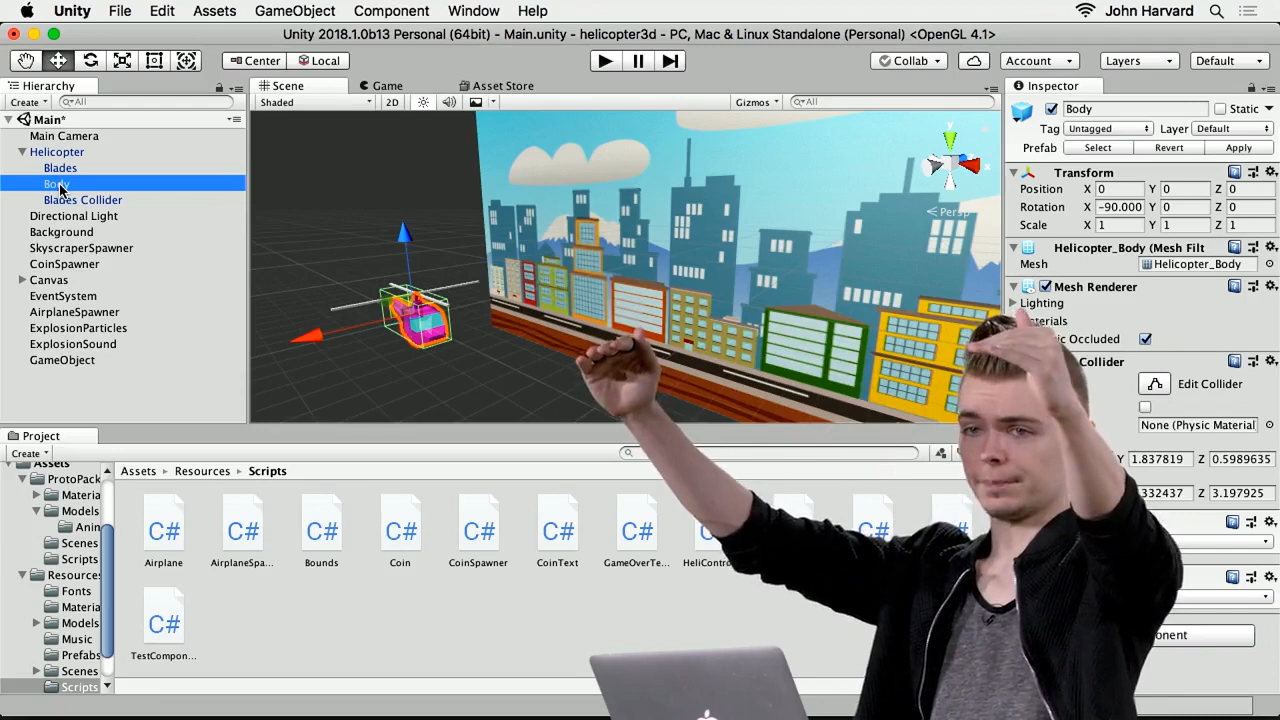 Unity File Edit Assets GameObject Component Window Help John Harvard
Unity 2018.1.0b13 Personal (64bit) - Main.unity - helicopter3d - PC, Mac & Linux Standalone (Personal) <OpenGL 4.1>
Center Local Collab Account Layers Default
Hierarchy
Create All
Main*
Main Camera
Helicopter
Blades
Body
Blades Collider
Directional Light
Background
SkyscraperSpawner
CoinSpawner
Canvas
EventSystem
AirplaneSpawner
ExplosionParticles
ExplosionSound
GameObject
Scene Game Asset Store
Shaded 2D Gizmos All
x
Persp
Inspector
Body Static
Tag Untagged Layer Default
Prefab Select Revert Apply
Transform
Position X 0 Y 0 Z 0
Rotation X -90.000 Y 0 Z 0
Scale X 1 Y 1 Z 1
Helicopter_Body (Mesh Filt
Mesh Helicopter_Body
Mesh Renderer
Lighting
aterials
ic Occluded
Collider
Edit Collider
None (Physic Material
Y 1.837819 Z 0.5989635
.332437 Z 3.197925
onent
Project
Create
Assets
ProtoPack
Materia
Models
Anin
Scenes
Scripts
Resources
Fonts
Materia
Models
Music
Prefabs
Scenes
Scripts
Assets Resources Scripts
C# C# C# C# C# C# C#
Airplane AirplaneSpa... Bounds Coin CoinSpawner CoinText GameOverTe... HeliContr
C#
TestCompon...